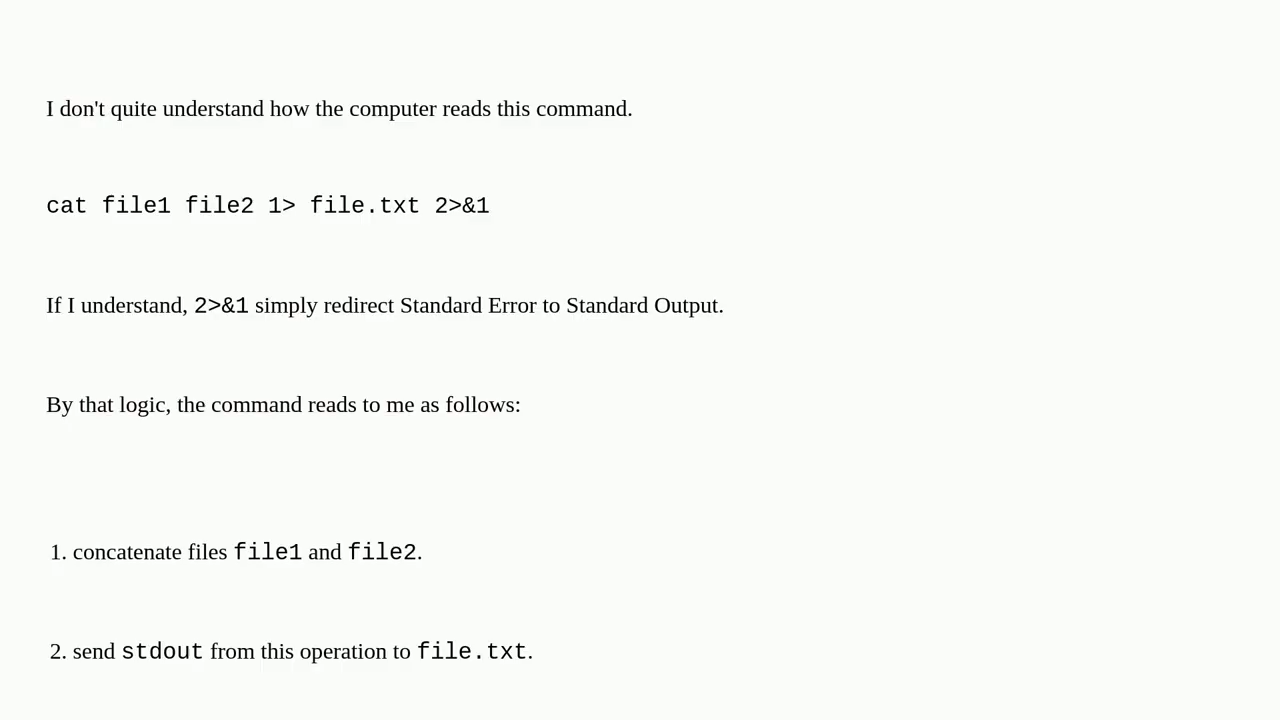 I don't quite understand how the computer reads this command.
cat file1 file2 1> file.txt 2>&1
If I understand, 2>&1 simply redirect Standard Error to Standard Output.
By that logic, the command reads to me as follows:
1. concatenate files file1 and file2.
2. send stdout from this operation to file.txt.